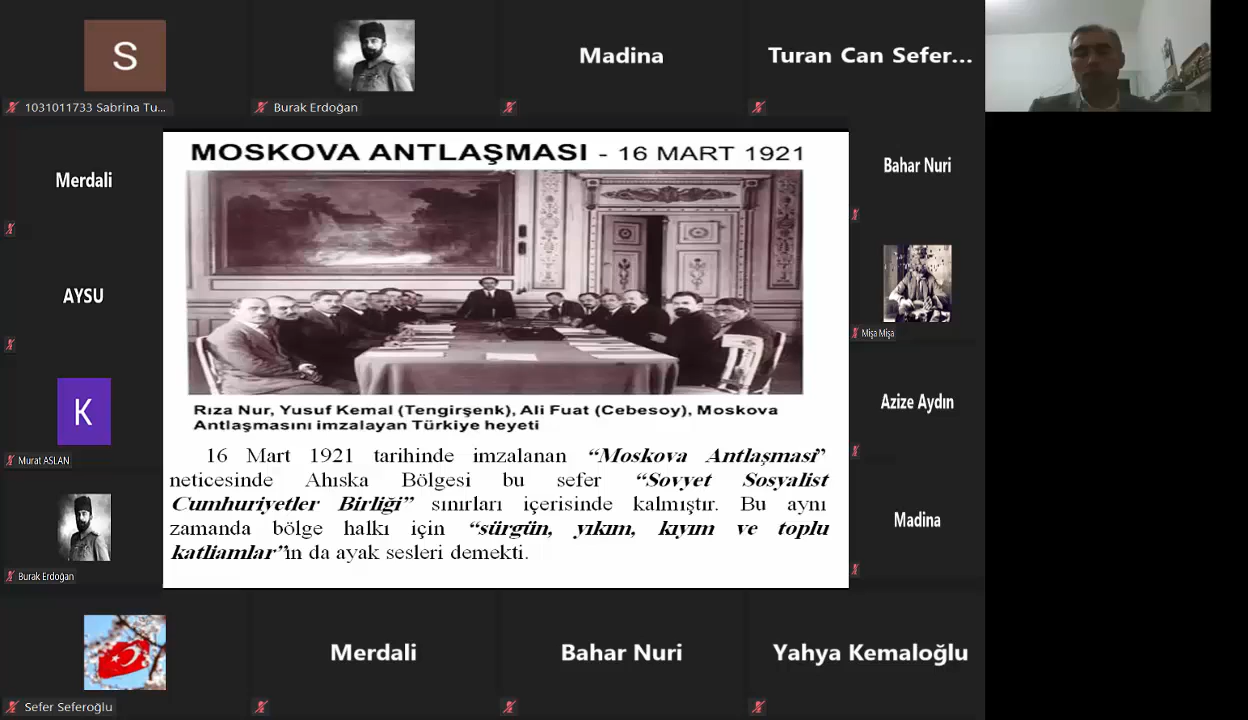 S
1031011733 Sabrina Tu...
Burak Erdoğan
Madina
Turan Can Sefer...
Merdali
AYSU
K
Murat ASLAN
Burak Erdoğan
MOSKOVA ANTLAŞMASI - 16 MART 1921
Rıza Nur, Yusuf Kemal (Tengirşenk), Ali Fuat (Cebesoy), Moskova
Antlaşmasını imzalayan Türkiye heyeti
16 Mart 1921 tarihinde imzalanan “Moskova Antlaşması”
neticesinde Ahıska Bölgesi bu sefer “Sovyet Sosyalist
Cumhuriyetler Birliği” sınırları içerisinde kalmıştır. Bu aynı
zamanda bölge halkı için “sürgün, yıkım, kıyım ve toplu
katliamlar”ın da ayak sesleri demekti.
Bahar Nuri
Mişa Mişa
Azize Aydın
Madina
Sefer Seferoğlu
Merdali
Bahar Nuri
Yahya Kemaloğlu